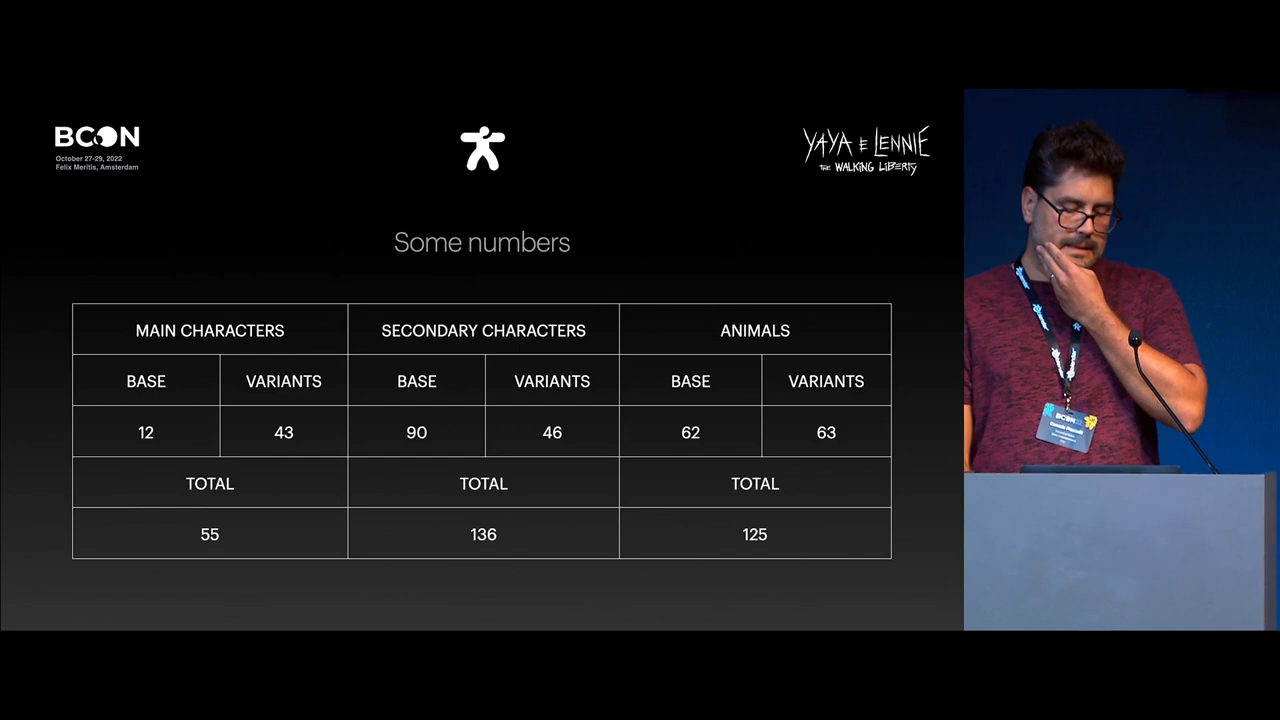 BCON
October 27-29, 2022
Felix Meritis, Amsterdam
YAYA E LENNIE
THE WALKING LIBERTY
Some numbers
MAIN CHARACTERS SECONDARY CHARACTERS ANIMALS
BASE VARIANTS BASE VARIANTS BASE VARIANTS
12 43 90 46 62 63
TOTAL TOTAL TOTAL
55 136 125
BCON